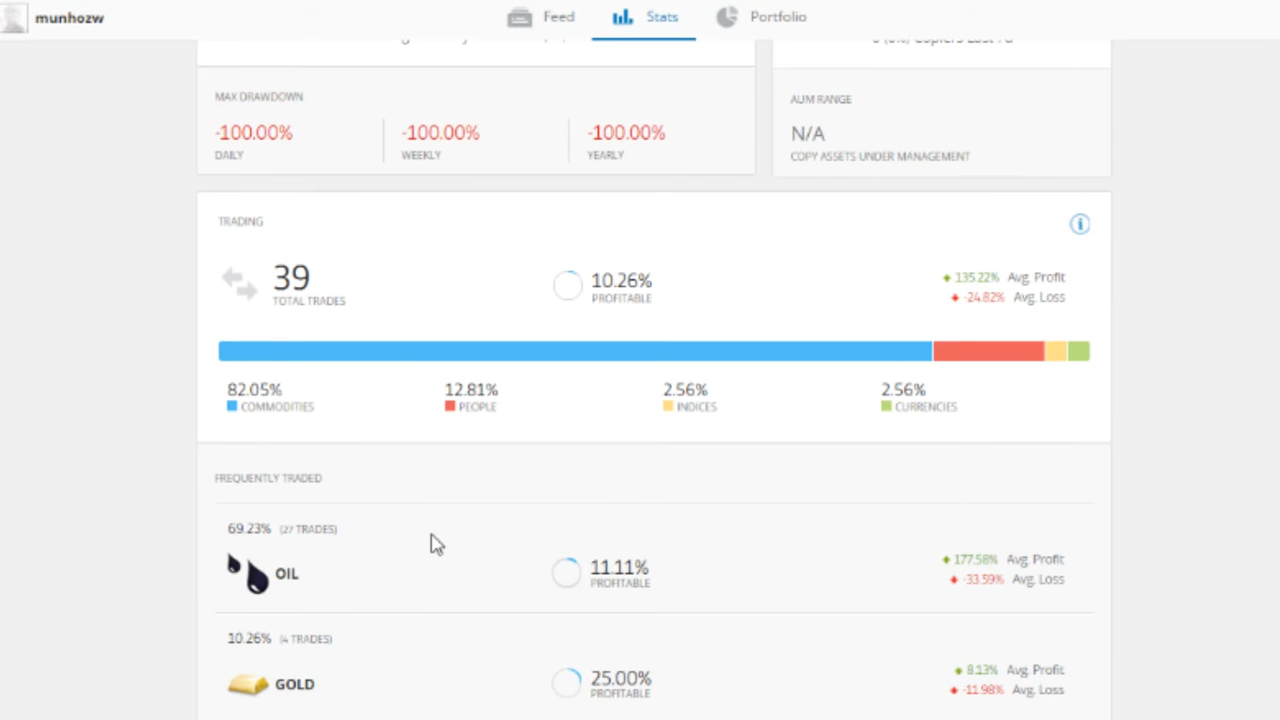 munhozw
Feed
Stats
Portfolio
Copiers Last 7d
MAX DRAWDOWN
-100.00%
DAILY
-100.00%
WEEKLY
-100.00%
YEARLY
AUM RANGE
N/A
COPY ASSETS UNDER MANAGEMENT
TRADING
39
TOTAL TRADES
10.26%
PROFITABLE
135.22% Avg. Profit
-24.82% Avg. Loss
82.05%
COMMODITIES
12.81%
PEOPLE
2.56%
INDICES
2.56%
CURRENCIES
FREQUENTLY TRADED
69.23% (27 TRADES)
OIL
11.11%
PROFITABLE
177.58% Avg. Profit
-33.59% Avg. Loss
10.26% (4 TRADES)
GOLD
25.00%
PROFITABLE
8.13% Avg. Profit
-11.98% Avg. Loss